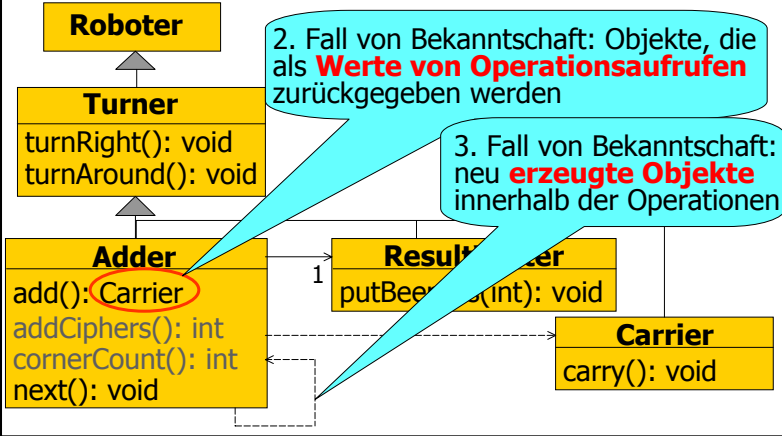 Roboter
2. Fall von Bekanntschaft: Objekte, die
als Werte von Operationsaufrufen
zurückgegeben werden
Turner
turnRight(): void
turnAround(): void
3. Fall von Bekanntschaft:
neu erzeugte Objekte
innerhalb der Operationen
Adder
add(): Carrier
addCiphers(): int
cornerCount(): int
next(): void
1
(int): void
Carrier
carry(): void